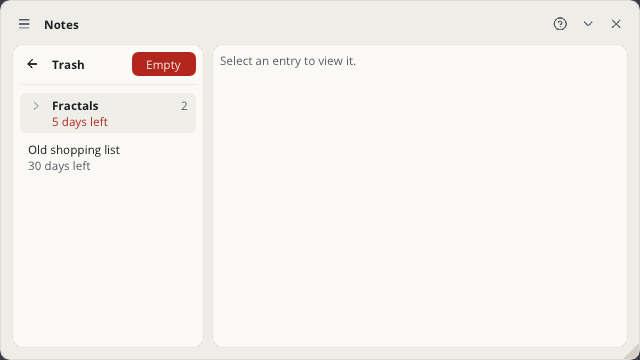 Notes
Trash
Empty
Fractals 2
5 days left
Old shopping list
30 days left
Select an entry to view it.